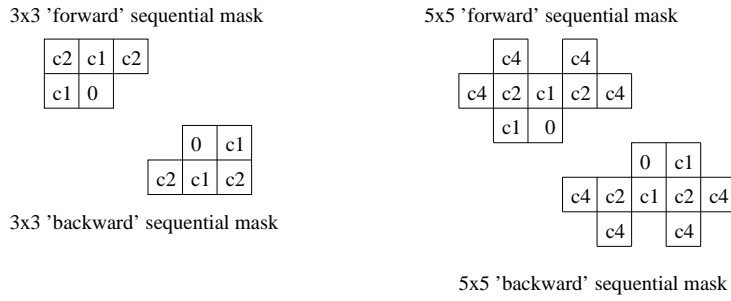 3x3 'forward' sequential mask
c2 c1 c2
c1 0
0 c1
c2 c1 c2
3x3 'backward' sequential mask
5x5 'forward' sequential mask
c4 c4
c4 c2 c1 c2 c4
c1 0
0 c1
c4 c2 c1 c2 c4
c4 c4
5x5 'backward' sequential mask